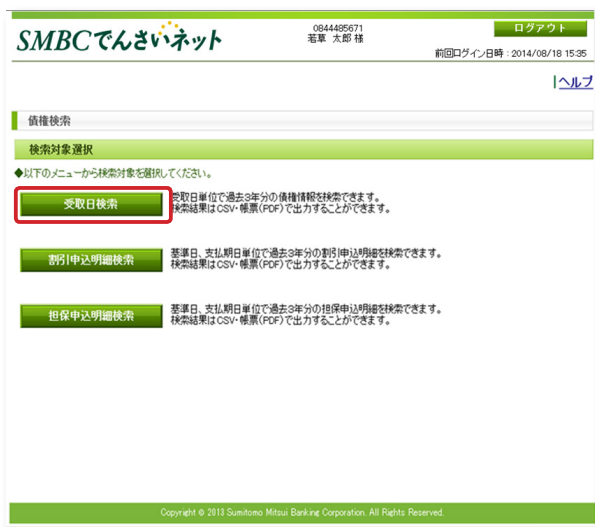 SMBCでんさいネット
0844485671
若草 太郎 様
ログアウト
前回ログイン日時：2014/08/18 15:35
|ヘルプ
債権検索
検索対象選択
◆以下のメニューから検索対象を選択してください。
受取日検索
受取日単位で過去3年分の債権情報を検索できます。
検索結果はCSV・帳票(PDF)で出力することができます。
割引申込明細検索
基準日、支払期日単位で過去3年分の割引申込明細を検索できます。
検索結果はCSV・帳票(PDF)で出力することができます。
担保申込明細検索
基準日、支払期日単位で過去3年分の担保申込明細を検索できます。
検索結果はCSV・帳票(PDF)で出力することができます。
Copyright © 2013 Sumitomo Mitsui Banking Corporation. All Rights Reserved.